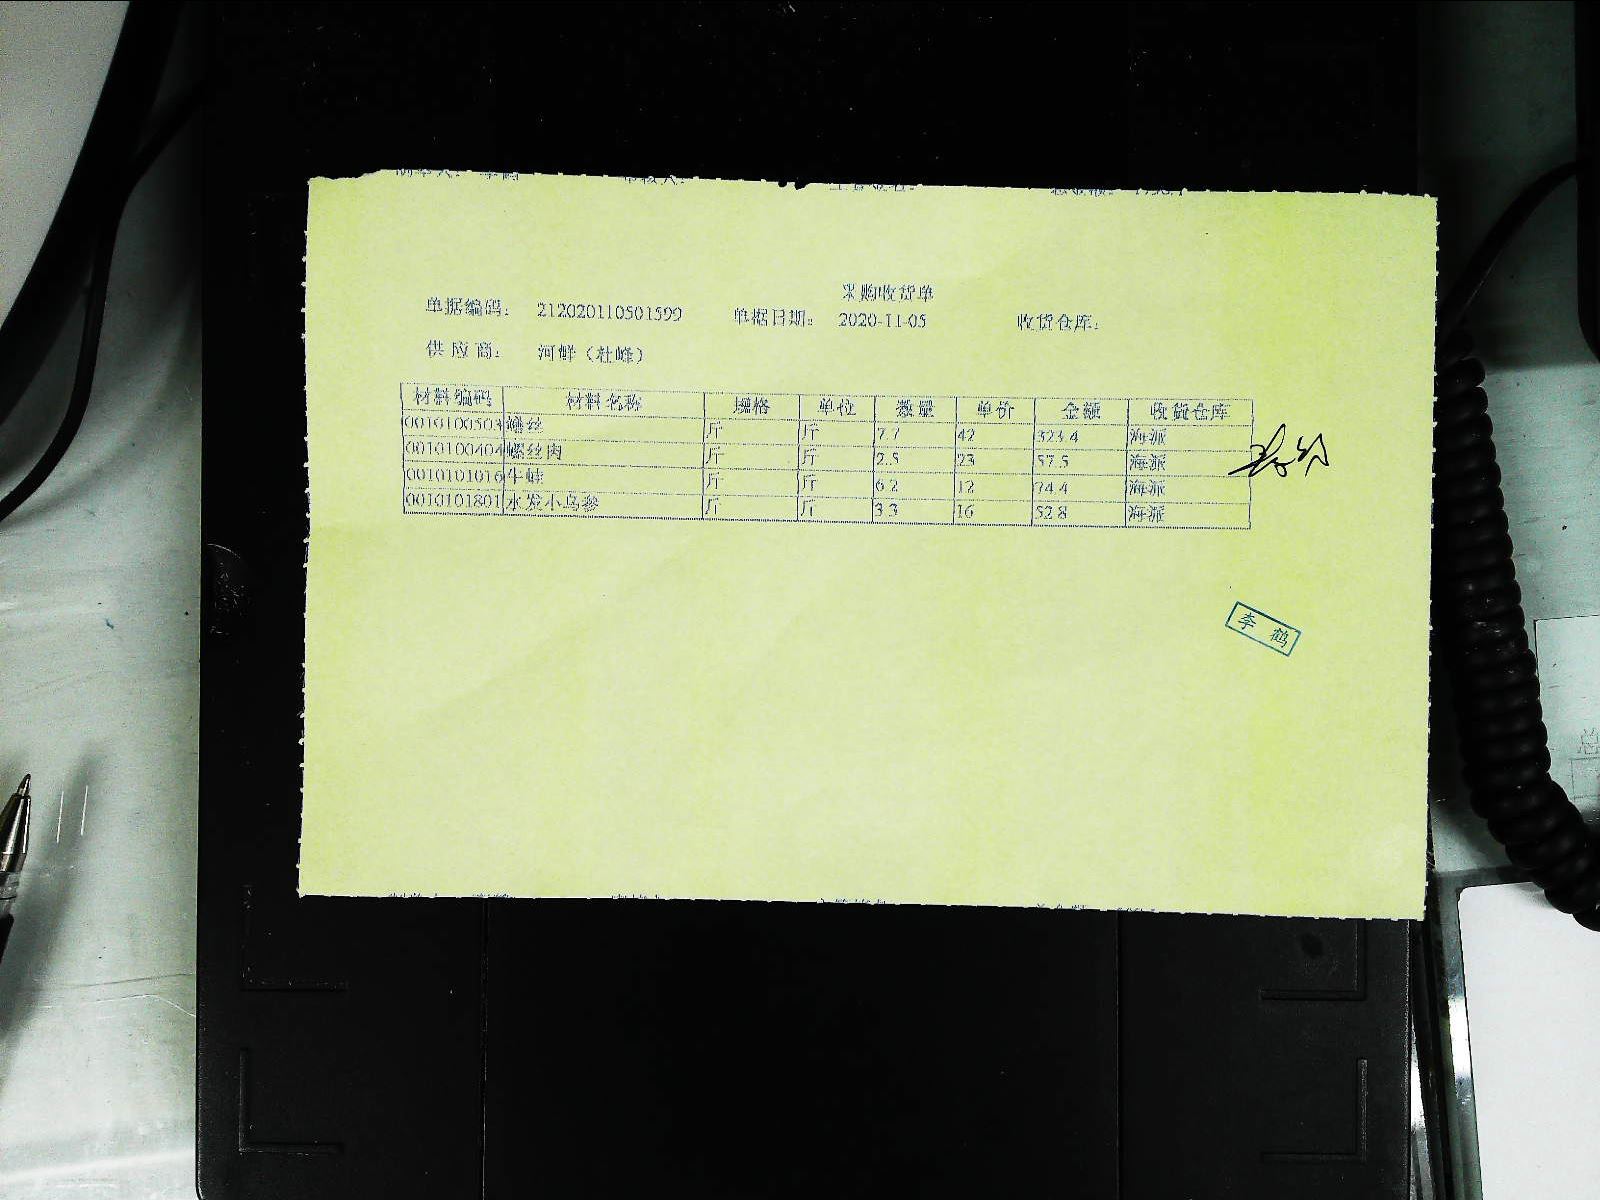 采购收货单
单据编码： 212020110501599 单据日期： 2020-11-05 收货仓库：
供 应 商： 河鲜（杜峰）
材料编码 材料名称 规格 单位 数量 单价 金额 收货仓库
0010100503 螺丝 斤 斤 7.7 42 323.4 海派
0010100404 螺丝肉 斤 斤 2.5 23 57.5 海派
0010101016 牛蛙 斤 斤 6.2 12 74.4 海派
0010101801 水发小乌参 斤 斤 3.3 16 52.8 海派
李 鹤
总